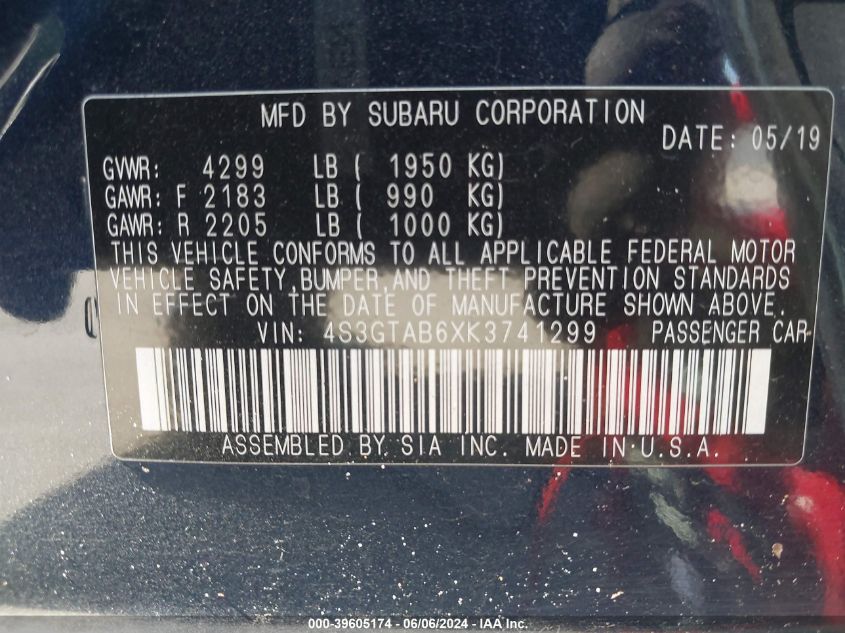 MFD BY SUBARU CORPORATION
DATE: 05/19
GVWR: 4299 LB ( 1950 KG)
GAWR: F 2183 LB ( 990 KG)
GAWR: R 2205 LB ( 1000 KG)
THIS VEHICLE CONFORMS TO ALL APPLICABLE FEDERAL MOTOR
VEHICLE SAFETY,BUMPER,AND THEFT PREVENTION STANDARDS
IN EFFECT ON THE DATE OF MANUFACTURE SHOWN ABOVE.
VIN: 4S3GTAB6XK3741299 PASSENGER CAR
ASSEMBLED BY SIA INC. MADE IN U.S.A.
000-39605174 - 06/06/2024 - IAA Inc.